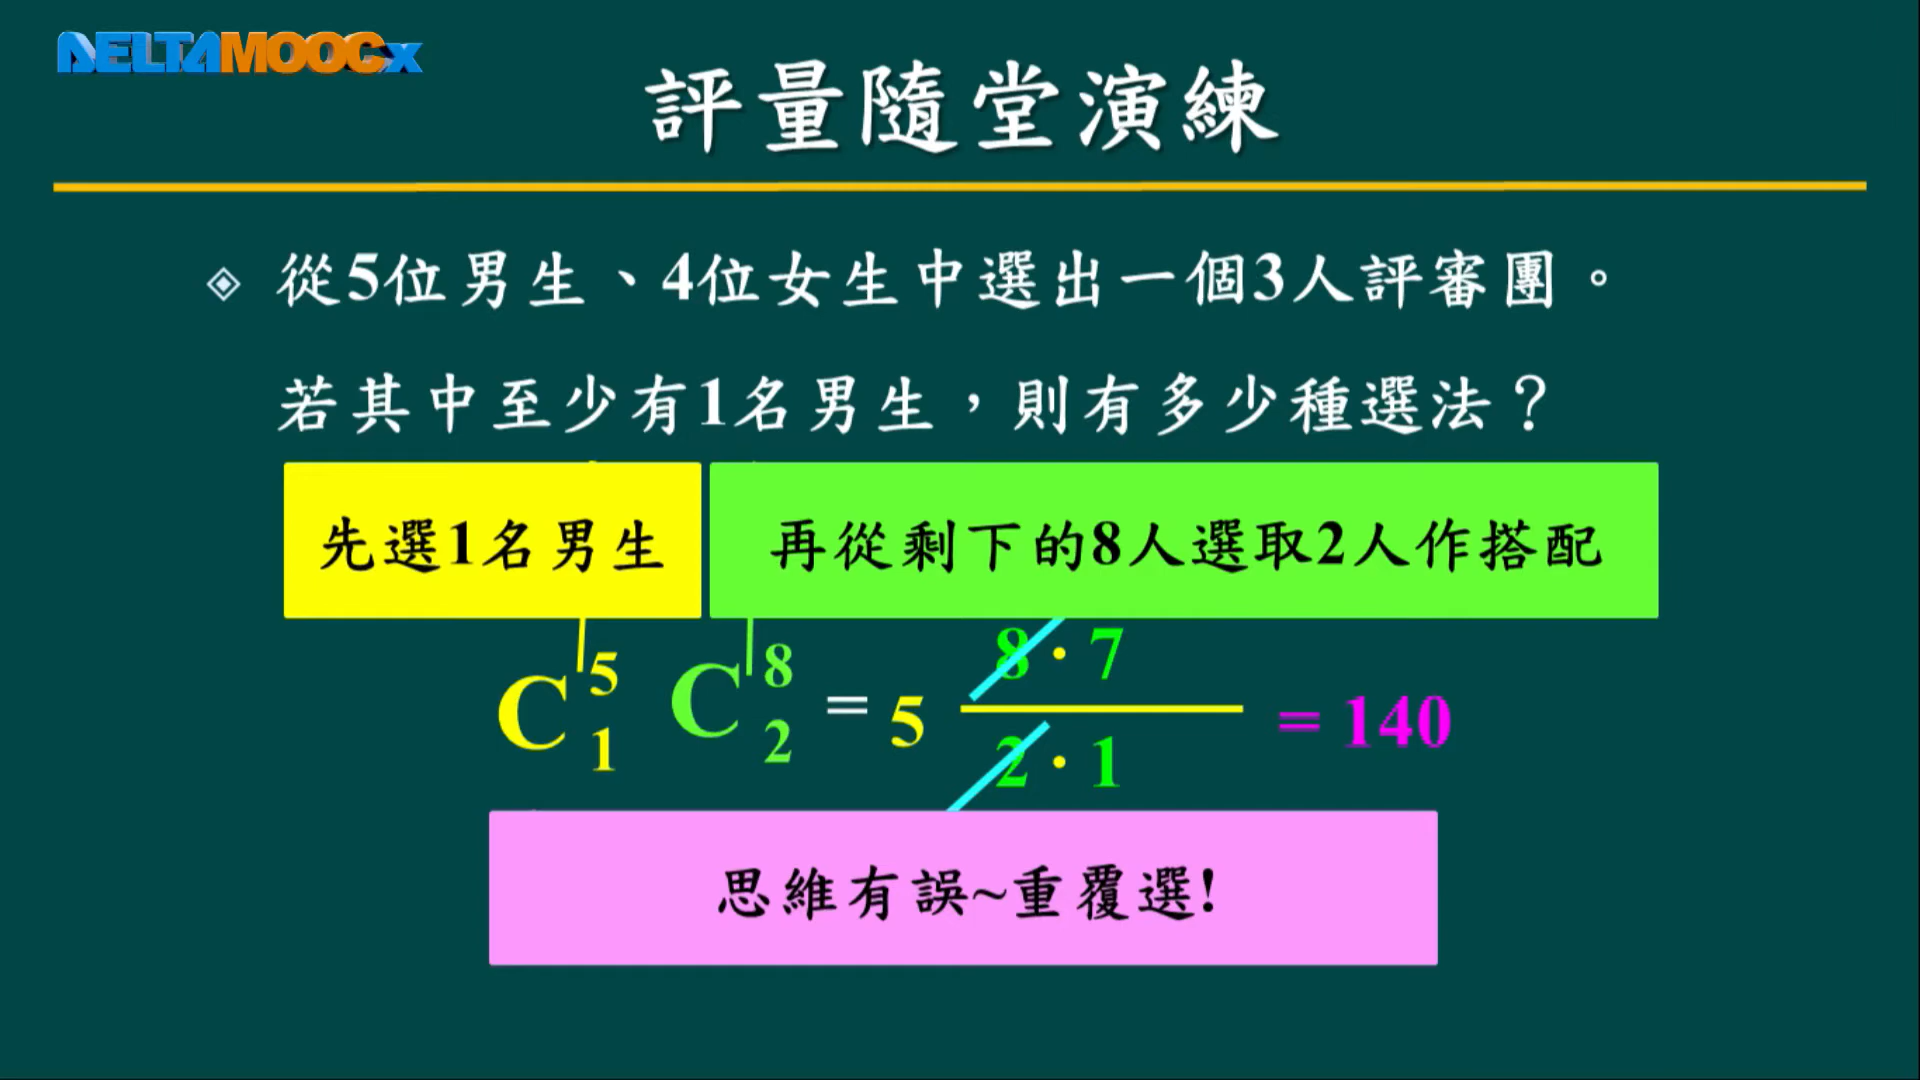 DELTAMOOCx
評量隨堂演練
從5位男生、4位女生中選出一個3人評審團。
若其中至少有1名男生，則有多少種選法？
先選1名男生 再從剩下的8人選取2人作搭配
C⁵₁ C⁸₂ = 5 (8·7)/(2·1) = 140
思維有誤~重覆選!